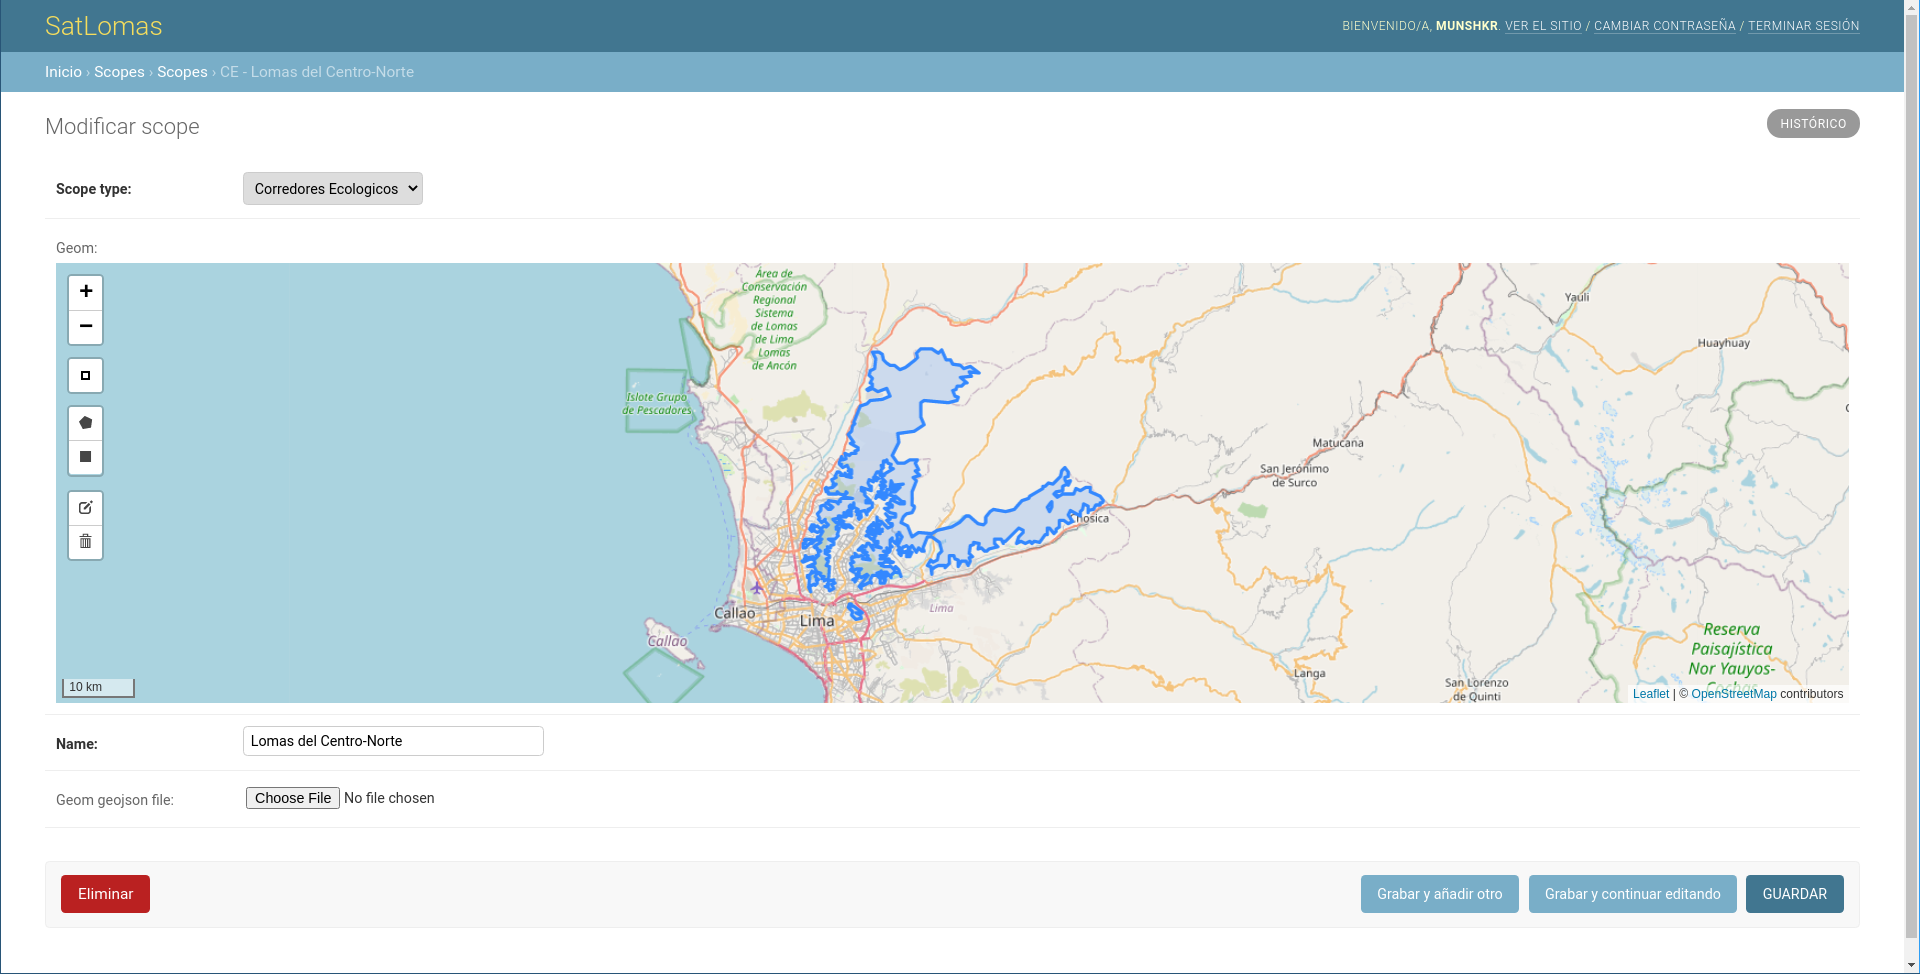 SatLomas
BIENVENIDO/A, MUNSHKR. VER EL SITIO / CAMBIAR CONTRASEÑA / TERMINAR SESIÓN
Inicio › Scopes › Scopes › CE - Lomas del Centro-Norte
Modificar scope
HISTÓRICO
Scope type:
Corredores Ecologicos
Geom:
+
−
Área de
Conservación
Regional
Sistema
de Lomas
de Lima
Lomas
de Ancón
Islote Grupo
de Pescadores
Yauli
Huayhuay
Matucana
San Jerónimo
de Surco
Chosica
Callao
Lima
Lima
Callao
Langa
San Lorenzo
de Quinti
Reserva
Paisajística
Nor Yauyos-
10 km
Leaflet | © OpenStreetMap contributors
Name:
Lomas del Centro-Norte
Geom geojson file:
Choose File No file chosen
Eliminar
Grabar y añadir otro
Grabar y continuar editando
GUARDAR